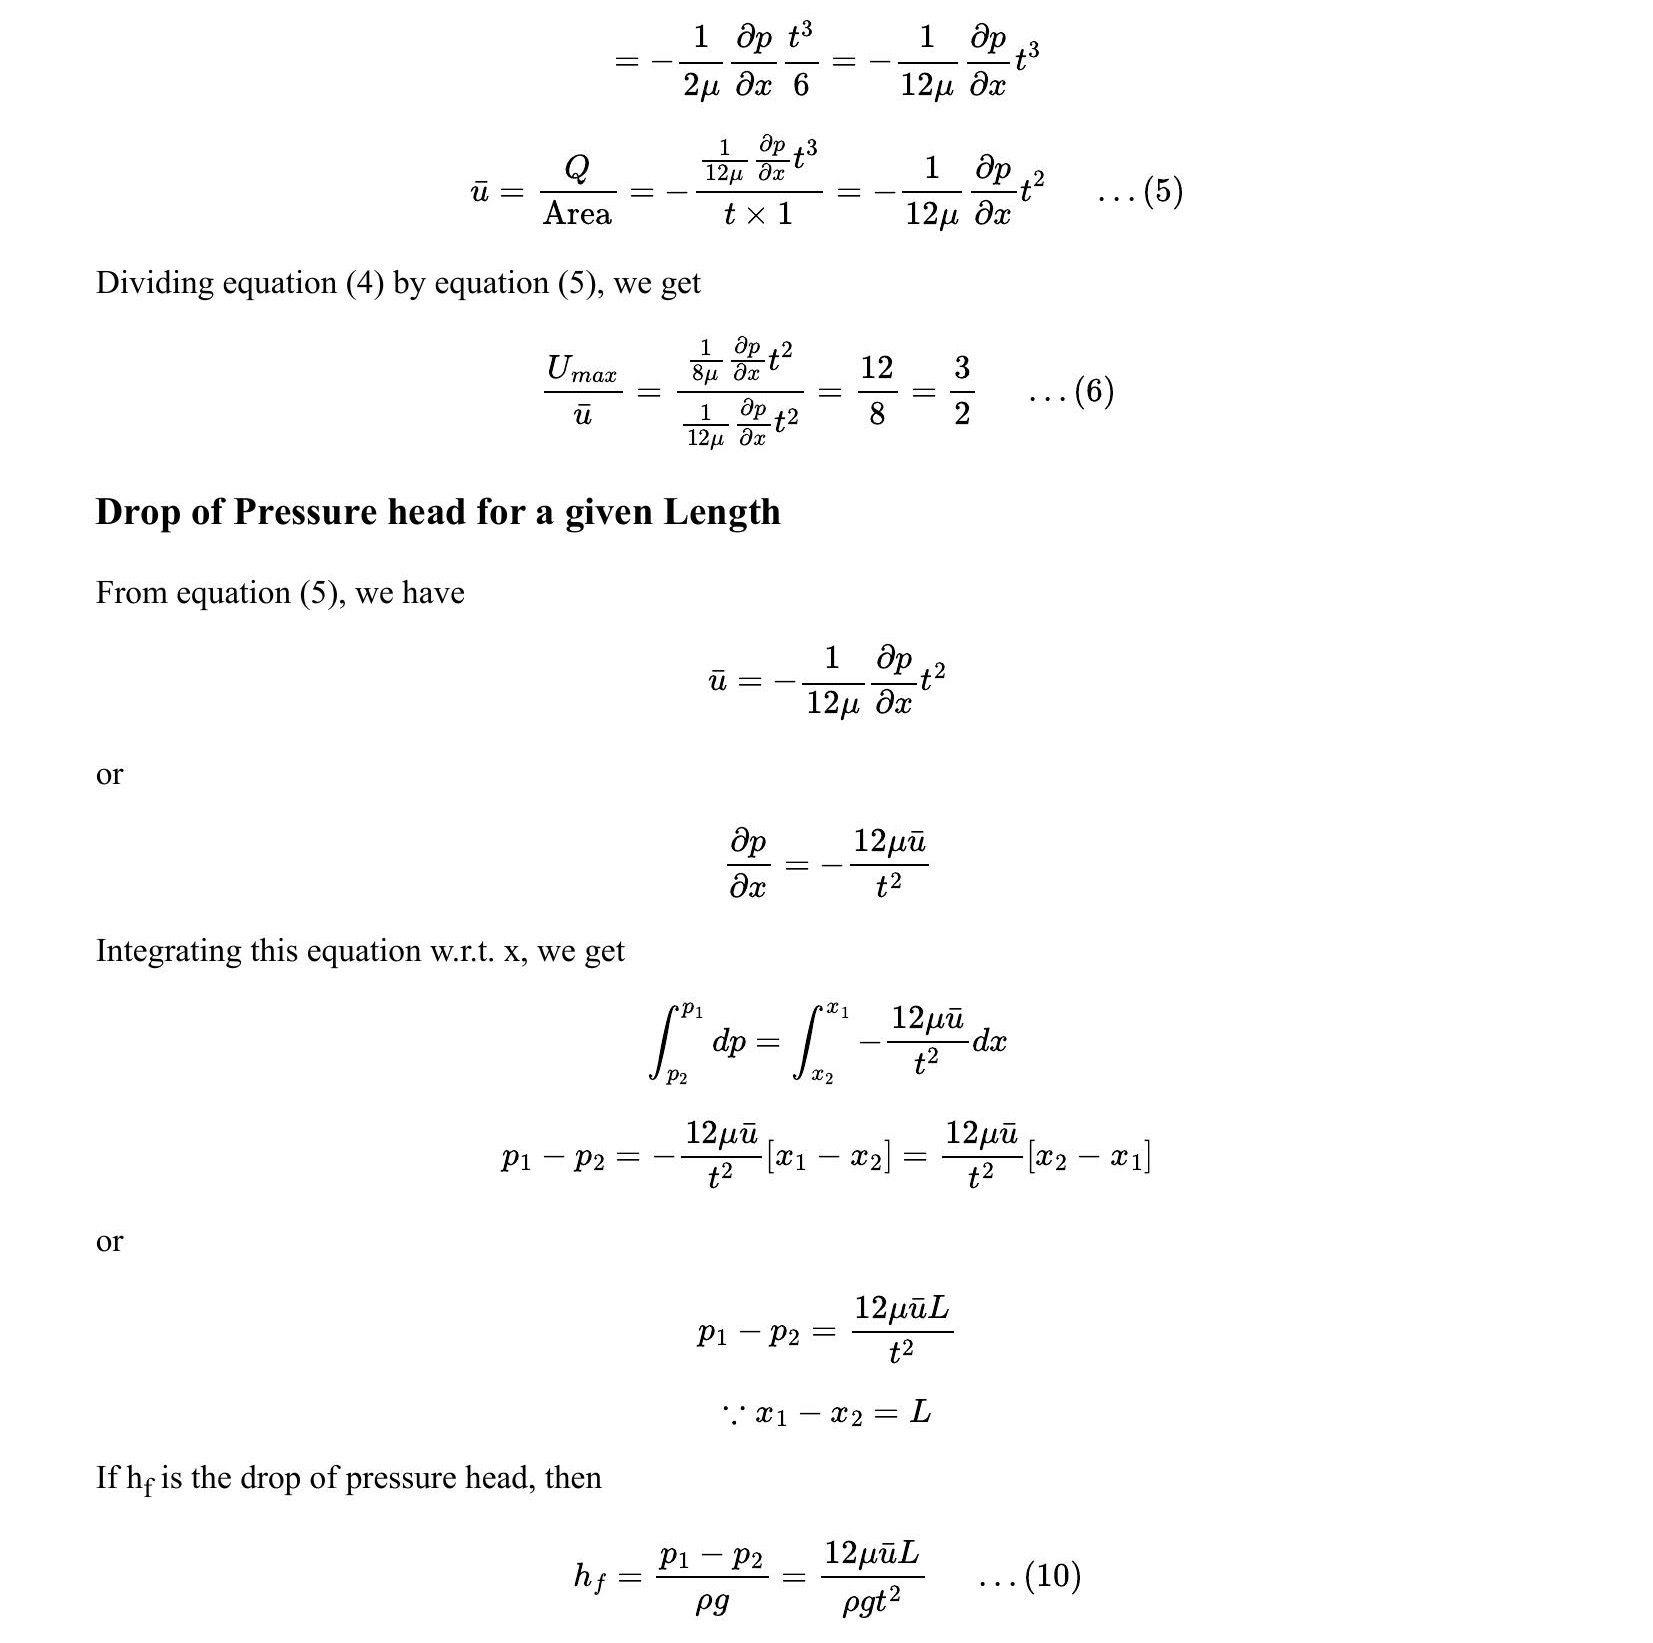 = -\frac{1}{2\mu} \frac{\partial p}{\partial x} \frac{t^3}{6} = -\frac{1}{12\mu} \frac{\partial p}{\partial x} t^3
\bar{u} = \frac{Q}{\text{Area}} = -\frac{\frac{1}{12\mu} \frac{\partial p}{\partial x} t^3}{t \times 1} = -\frac{1}{12\mu} \frac{\partial p}{\partial x} t^2 \quad \ldots (5)
Dividing equation (4) by equation (5), we get
\frac{U_{max}}{\bar{u}} = \frac{\frac{1}{8\mu} \frac{\partial p}{\partial x} t^2}{\frac{1}{12\mu} \frac{\partial p}{\partial x} t^2} = \frac{12}{8} = \frac{3}{2} \quad \ldots (6)
Drop of Pressure head for a given Length
From equation (5), we have
\bar{u} = -\frac{1}{12\mu} \frac{\partial p}{\partial x} t^2
or
\frac{\partial p}{\partial x} = -\frac{12\mu\bar{u}}{t^2}
Integrating this equation w.r.t. x, we get
\int_{p_2}^{p_1} dp = \int_{x_2}^{x_1} -\frac{12\mu\bar{u}}{t^2} dx
p_1 - p_2 = -\frac{12\mu\bar{u}}{t^2} [x_1 - x_2] = \frac{12\mu\bar{u}}{t^2} [x_2 - x_1]
or
p_1 - p_2 = \frac{12\mu\bar{u}L}{t^2}
\because x_1 - x_2 = L
If h_f is the drop of pressure head, then
h_f = \frac{p_1 - p_2}{\rho g} = \frac{12\mu\bar{u}L}{\rho g t^2} \quad \ldots (10)